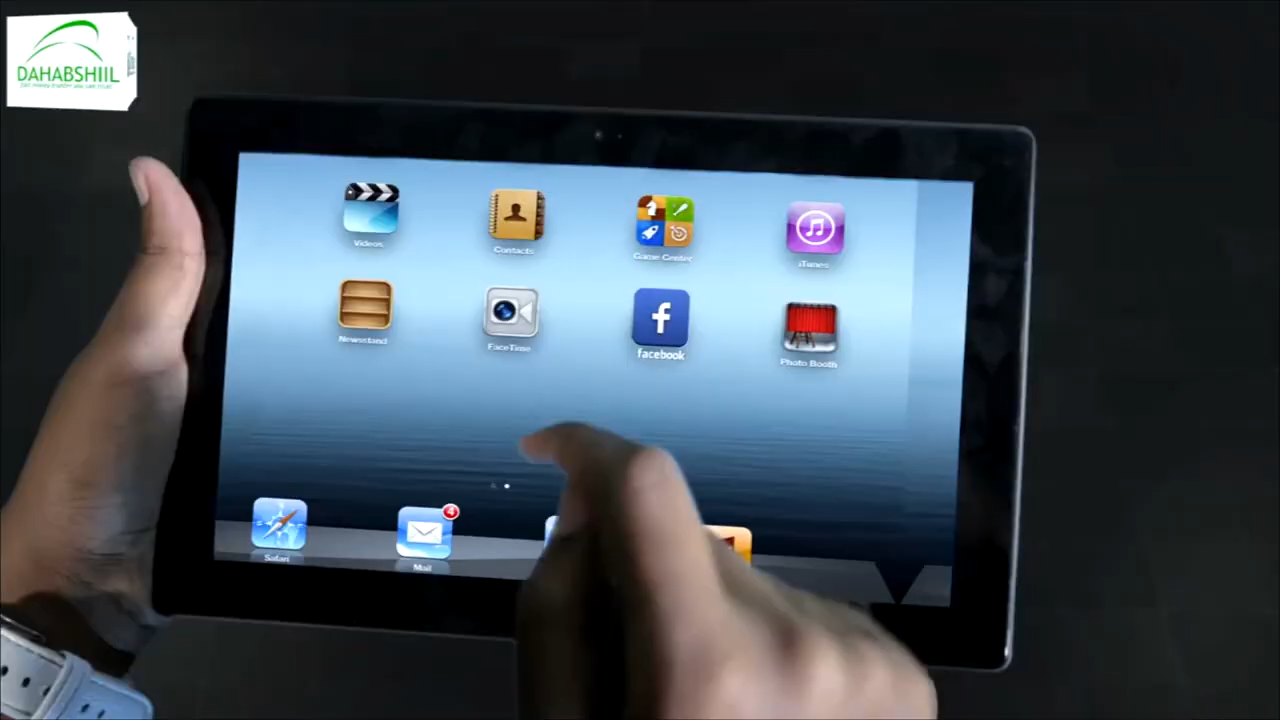 DAHABSHIIL
Videos
Contacts
Game Center
iTunes
Newsstand
FaceTime
facebook
Photo Booth
4
Safari
Mail